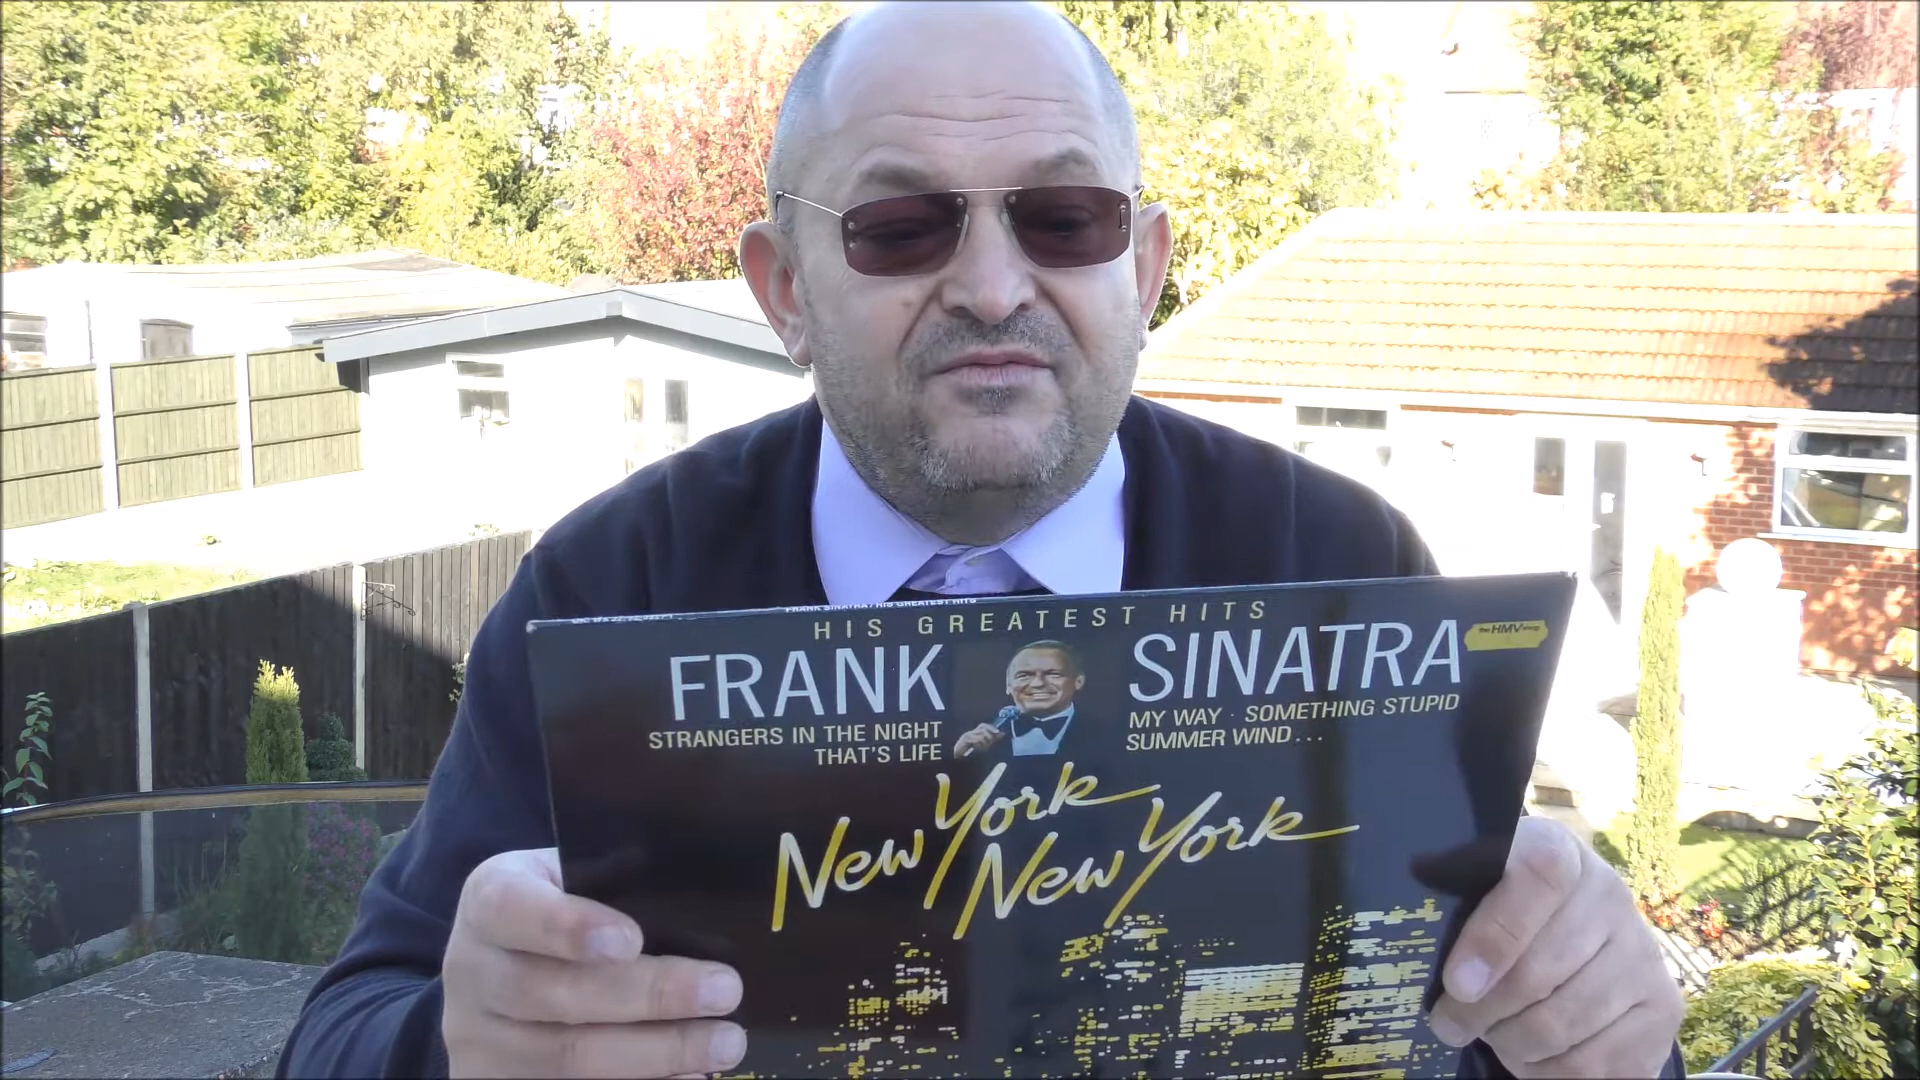 FRANK SINATRA / HIS GREATEST HITS
HIS GREATEST HITS
FRANK SINATRA
STRANGERS IN THE NIGHT
THAT'S LIFE
MY WAY · SOMETHING STUPID
SUMMER WIND...
the HMV shop
New York
New York